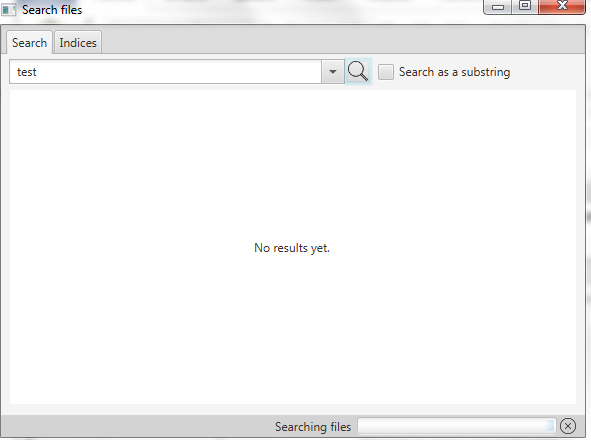 Search files
Search Indices
test Search as a substring
No results yet.
Searching files